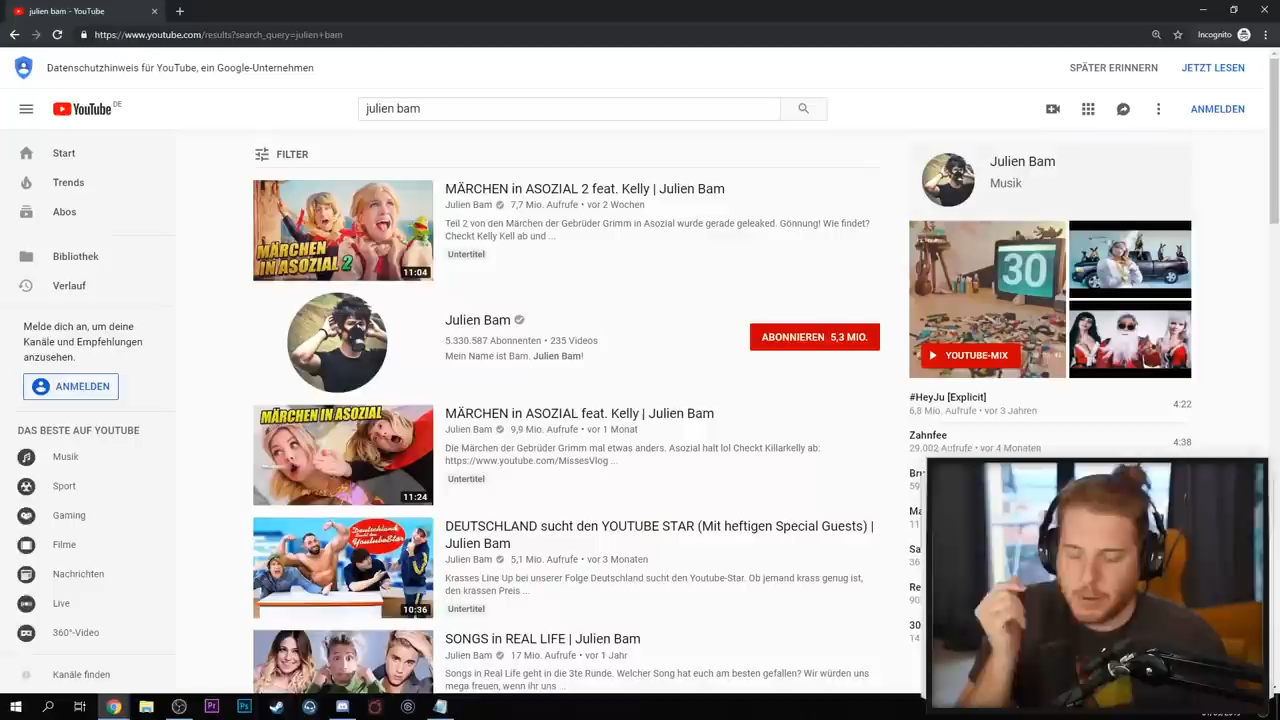 julien bam - YouTube
https://www.youtube.com/results?search_query=julien+bam
Incognito
Datenschutzhinweis für YouTube, ein Google-Unternehmen
SPÄTER ERINNERN
JETZT LESEN
YouTube DE
julien bam
ANMELDEN
Start
Trends
Abos
Bibliothek
Verlauf
Melde dich an, um deine
Kanäle und Empfehlungen
anzusehen.
ANMELDEN
DAS BESTE AUF YOUTUBE
Musik
Sport
Gaming
Filme
Nachrichten
Live
360°-Video
Kanäle finden
FILTER
MÄRCHEN IN ASOZIAL 2
11:04
MÄRCHEN in ASOZIAL 2 feat. Kelly | Julien Bam
Julien Bam 7,7 Mio. Aufrufe • vor 2 Wochen
Teil 2 von den Märchen der Gebrüder Grimm in Asozial wurde gerade geleaked. Gönnung! Wie findet?
Checkt Kelly Kell ab und ...
Untertitel
Julien Bam
5.330.587 Abonnenten • 235 Videos
Mein Name ist Bam. Julien Bam!
ABONNIEREN 5,3 MIO.
MÄRCHEN IN ASOZIAL
11:24
MÄRCHEN in ASOZIAL feat. Kelly | Julien Bam
Julien Bam 9,9 Mio. Aufrufe • vor 1 Monat
Die Märchen der Gebrüder Grimm mal etwas anders. Asozial halt lol Checkt Killarkelly ab:
https://www.youtube.com/MissesVlog ...
Untertitel
Deutschland
sucht den
YoutubeStar
10:36
DEUTSCHLAND sucht den YOUTUBE STAR (Mit heftigen Special Guests) |
Julien Bam
Julien Bam 5,1 Mio. Aufrufe • vor 3 Monaten
Krasses Line Up bei unserer Folge Deutschland sucht den Youtube-Star. Ob jemand krass genug ist,
den krassen Preis ...
Untertitel
SONGS in REAL LIFE | Julien Bam
Julien Bam 17 Mio. Aufrufe • vor 1 Jahr
Songs in Real Life geht in die 3te Runde. Welcher Song hat euch am besten gefallen? Wir würden uns
mega freuen, wenn ihr uns ...
Julien Bam
Musik
30
YOUTUBE-MIX
#HeyJu [Explicit]
6,8 Mio. Aufrufe • vor 3 Jahren
4:22
Zahnfee
29.002 Aufrufe • vor 4 Monaten
4:38
Br
59
Ma
11
Sa
36
Re
90
30
14